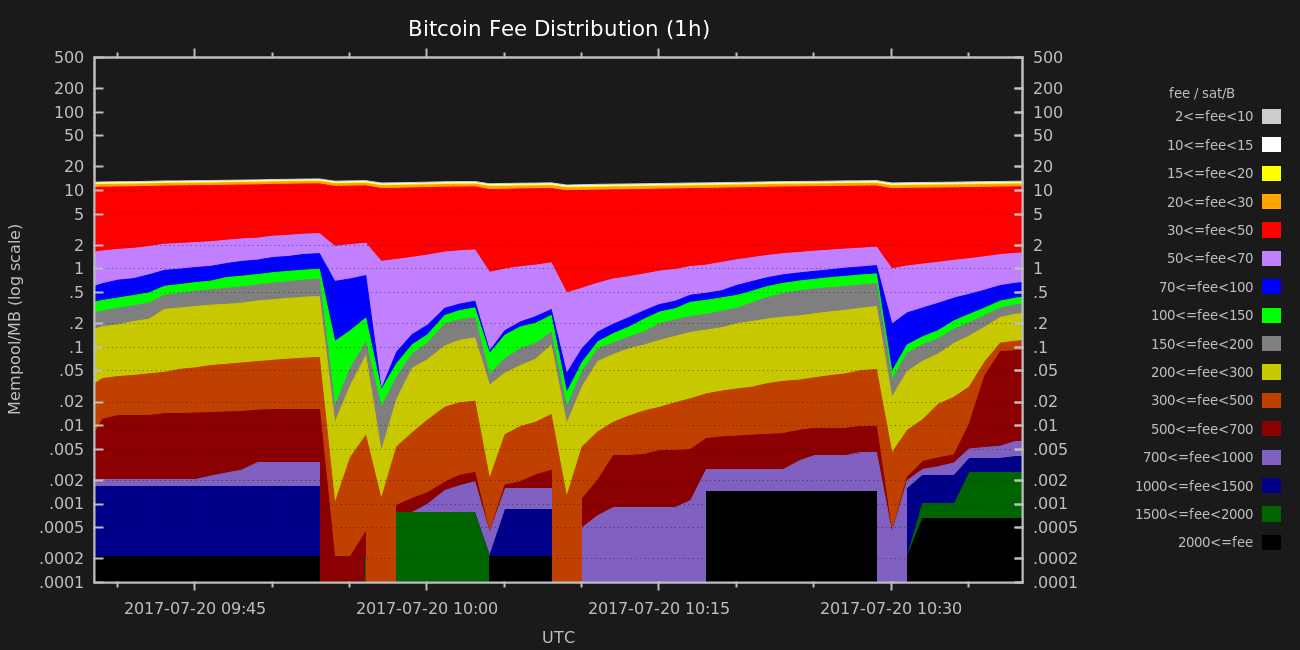 Bitcoin Fee Distribution (1h)
Mempool/MB (log scale)
500
200
100
50
20
10
5
2
1
.5
.2
.1
.05
.02
.01
.005
.002
.001
.0005
.0002
.0001
500
200
100
50
20
10
5
2
1
.5
.2
.1
.05
.02
.01
.005
.002
.001
.0005
.0002
.0001
2017-07-20 09:45
2017-07-20 10:00
2017-07-20 10:15
2017-07-20 10:30
UTC
fee / sat/B
2<=fee<10
10<=fee<15
15<=fee<20
20<=fee<30
30<=fee<50
50<=fee<70
70<=fee<100
100<=fee<150
150<=fee<200
200<=fee<300
300<=fee<500
500<=fee<700
700<=fee<1000
1000<=fee<1500
1500<=fee<2000
2000<=fee